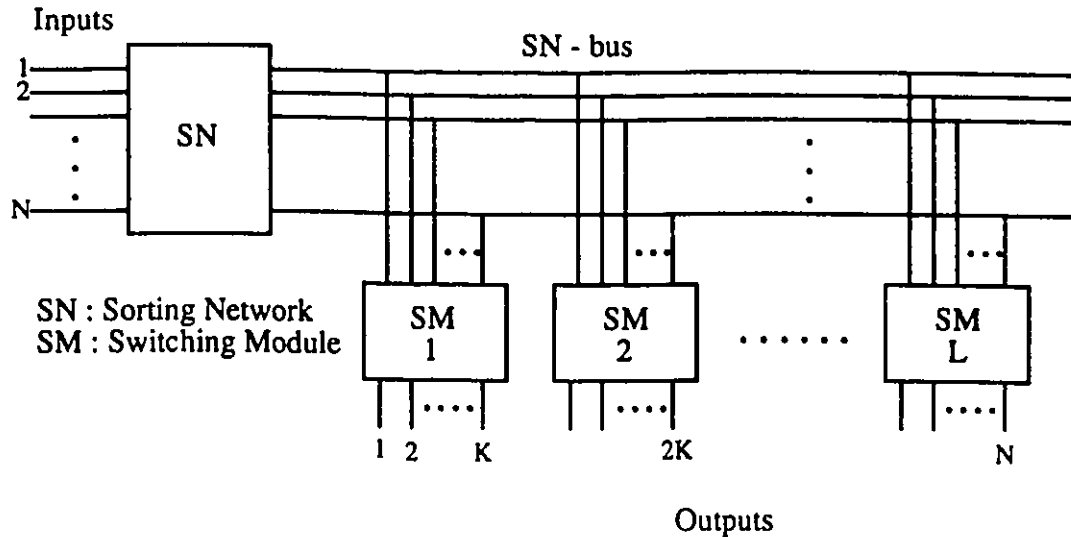 Inputs
SN - bus
1
2
SN
N
SN : Sorting Network
SM : Switching Module
SM
1
SM
2
SM
L
1 2 K 2K N
Outputs